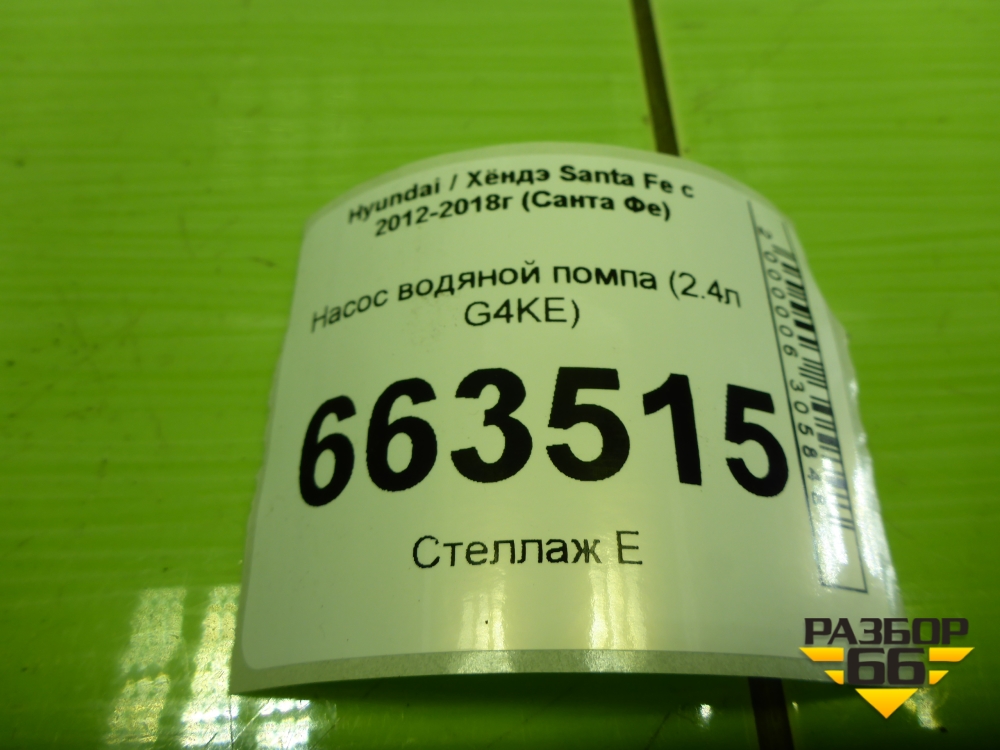 Hyundai / Хёндэ Santa Fe с
2012-2018г (Санта Фе)
Насос водяной помпа (2.4л
G4KE)
663515
Стеллаж Е
2000006305848
РАЗБОР
66